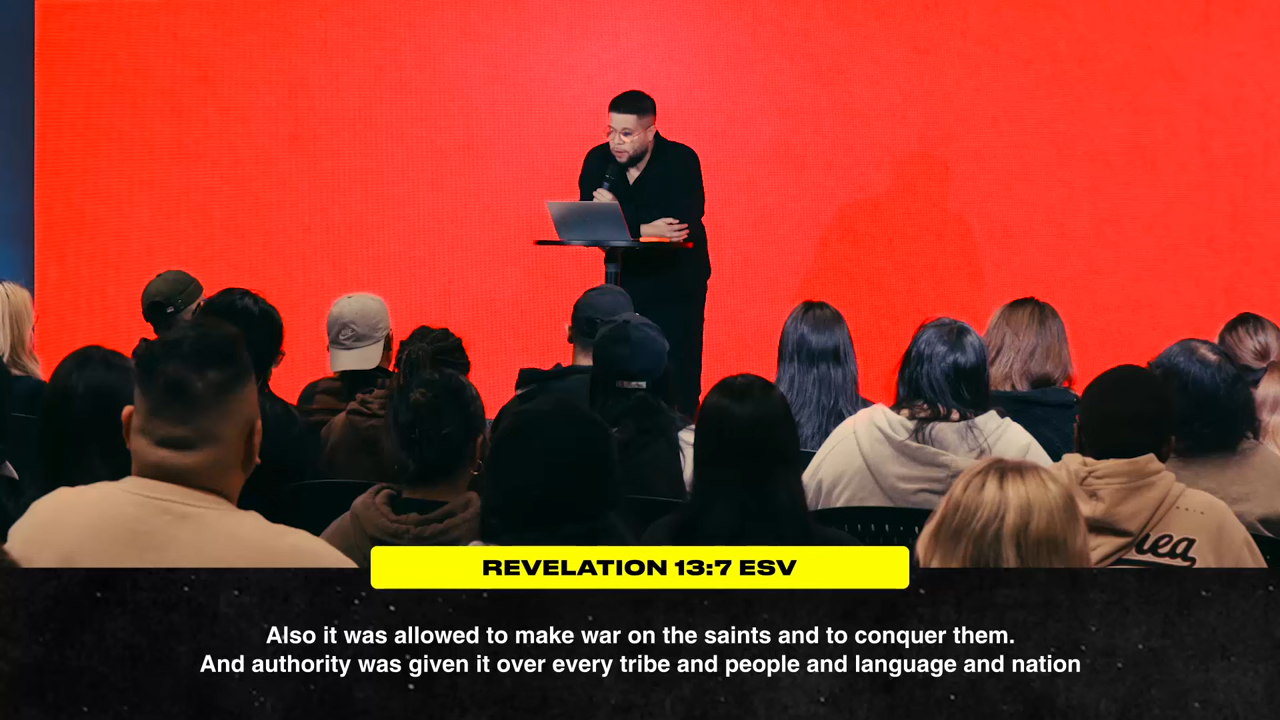 REVELATION 13:7 ESV
Also it was allowed to make war on the saints and to conquer them.
And authority was given it over every tribe and people and language and nation